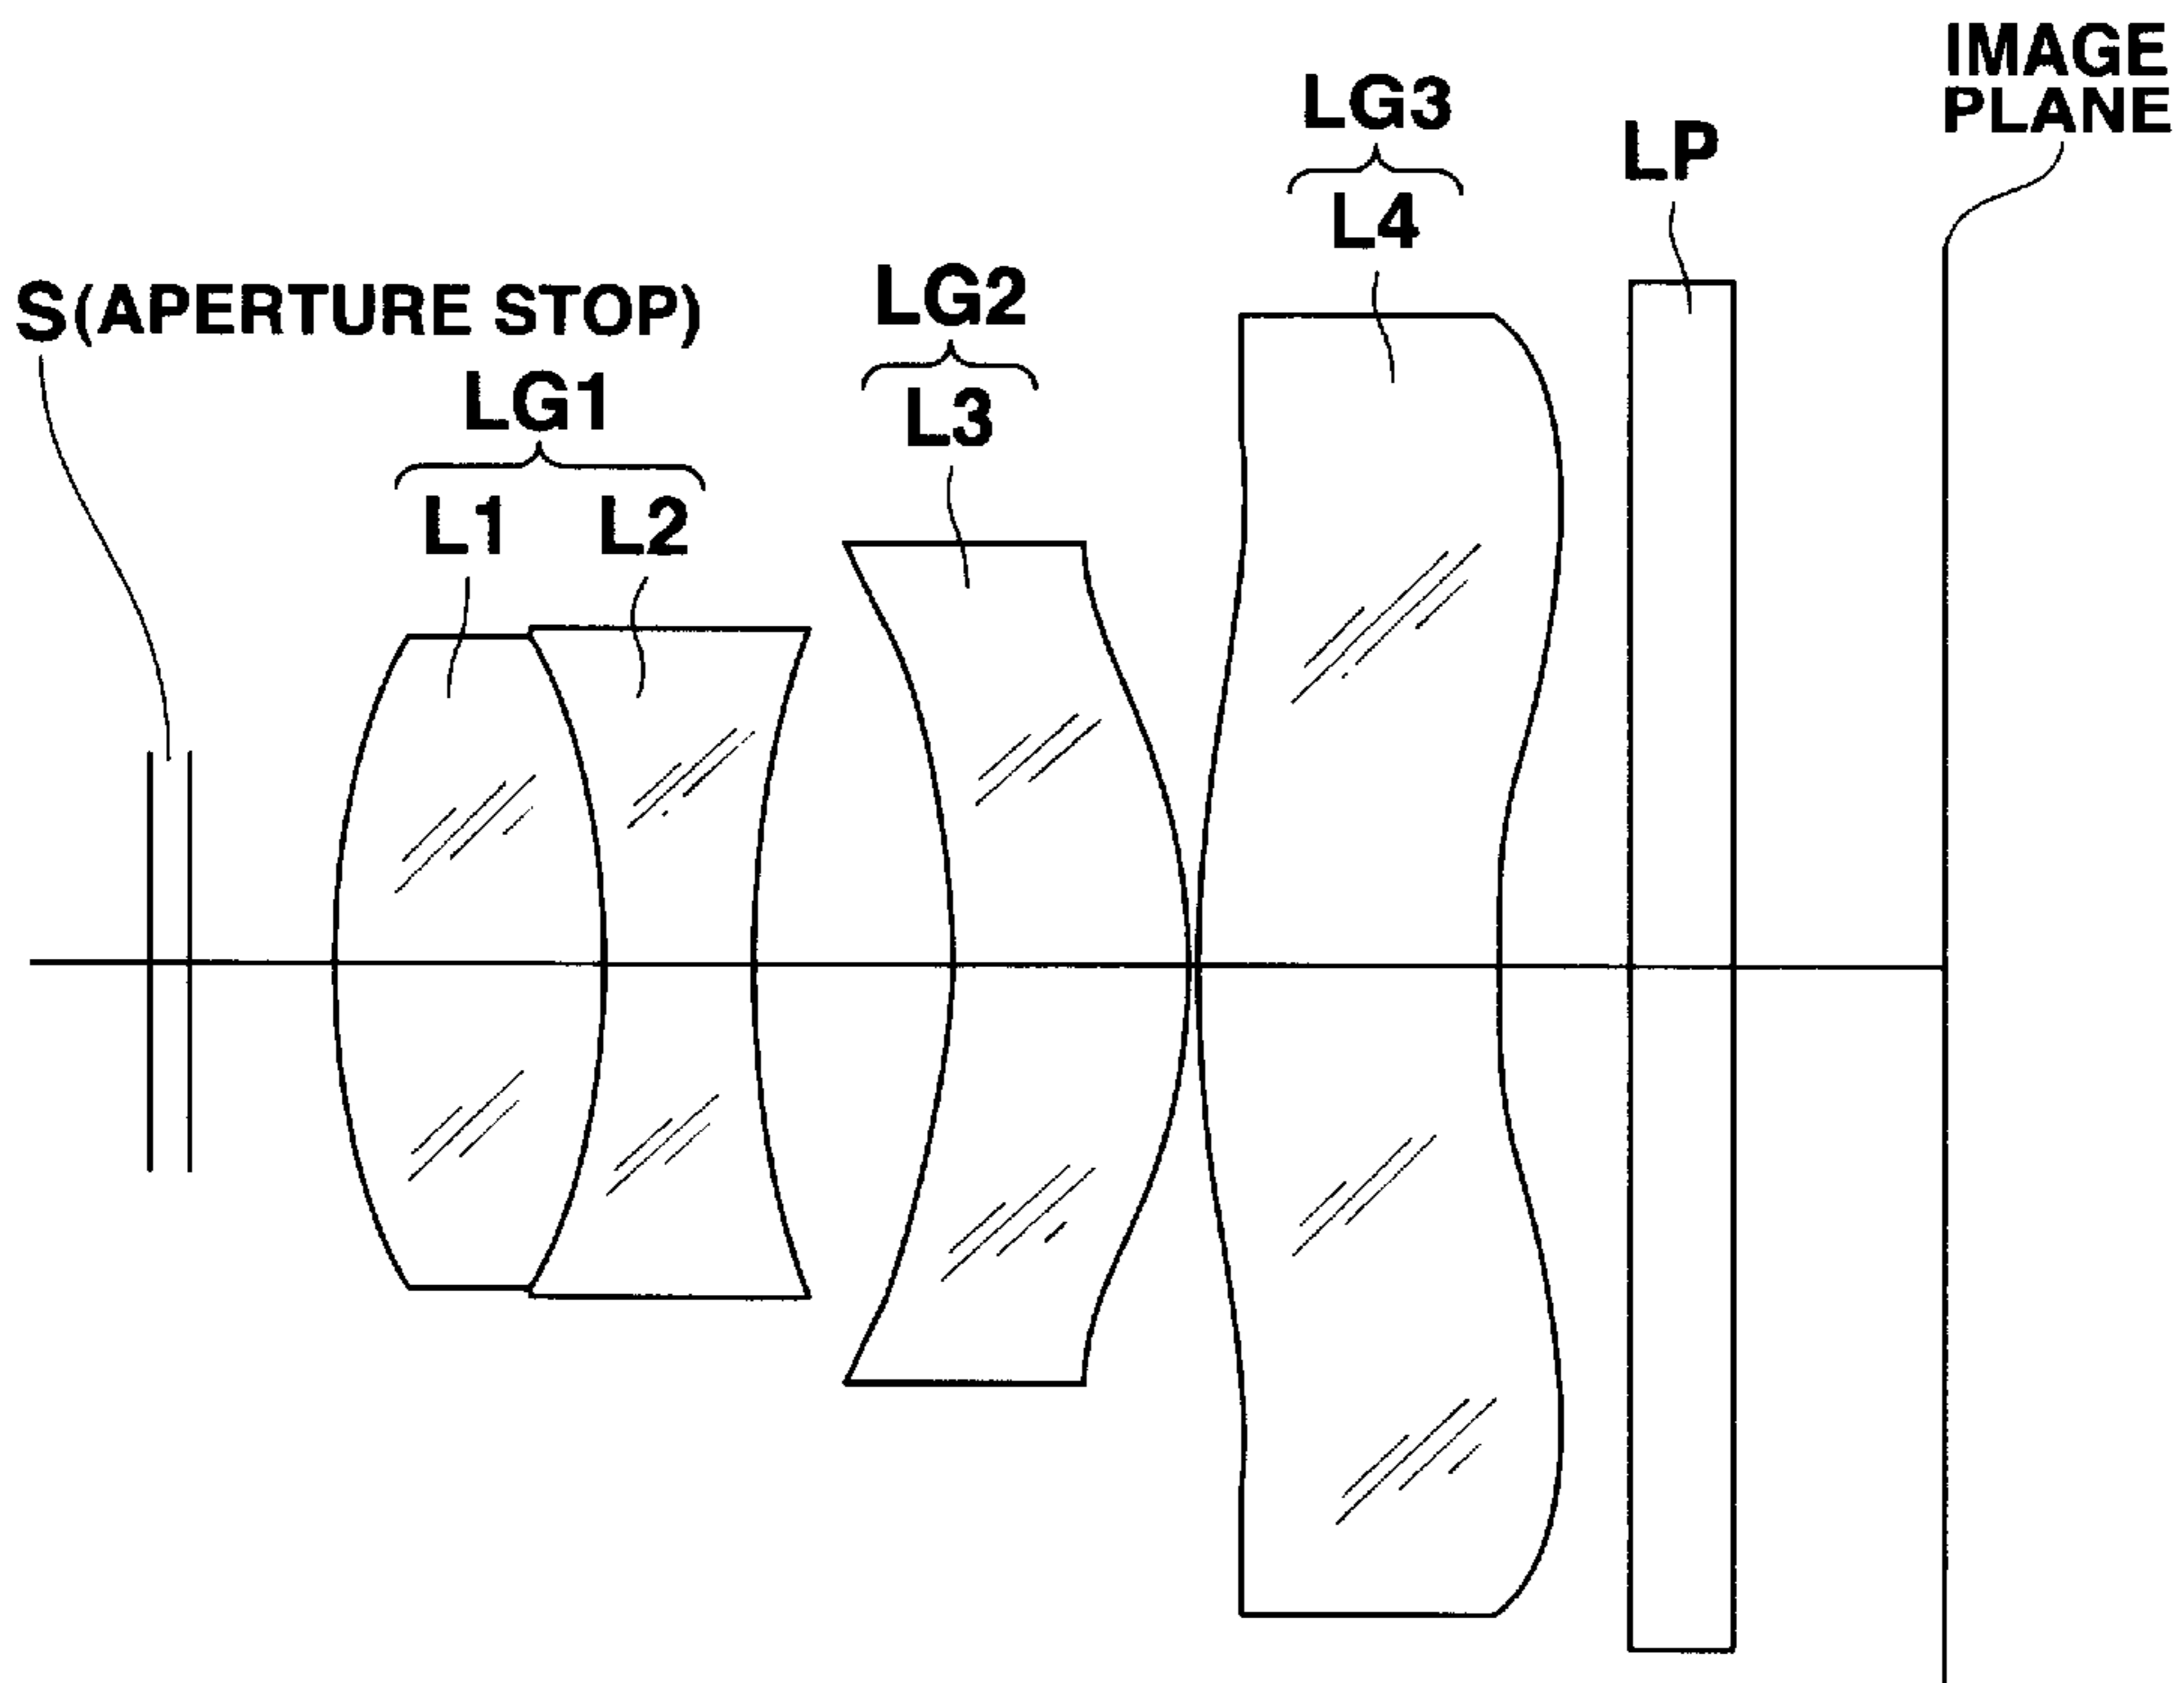 IMAGE
PLANE
LG3
LP
L4
LG2
S(APERTURE STOP)
LG1
L3
L1
L2